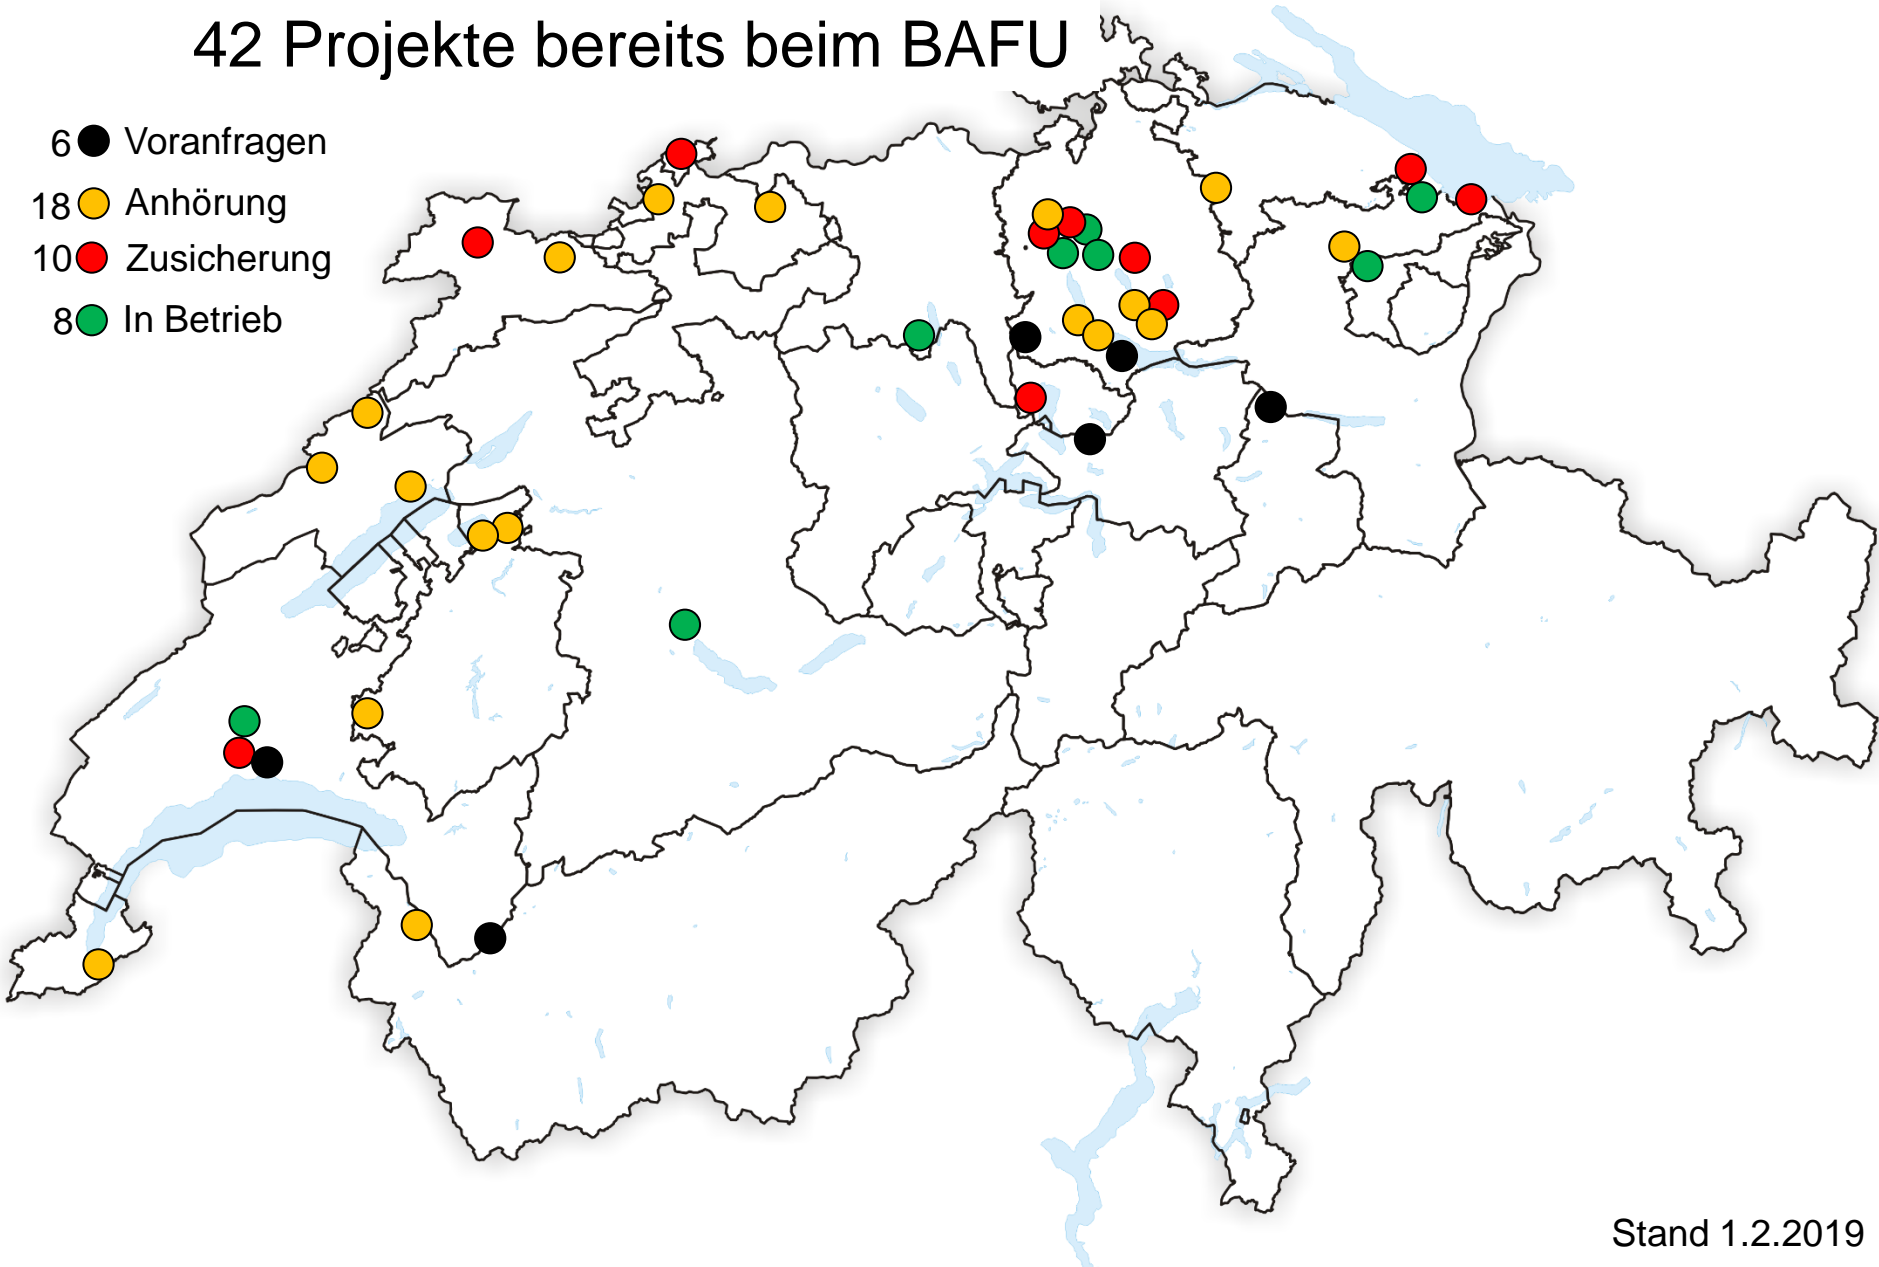 42 Projekte bereits beim BAFU
6 Voranfragen
18 Anhörung
10 Zusicherung
8 In Betrieb
Stand 1.2.2019